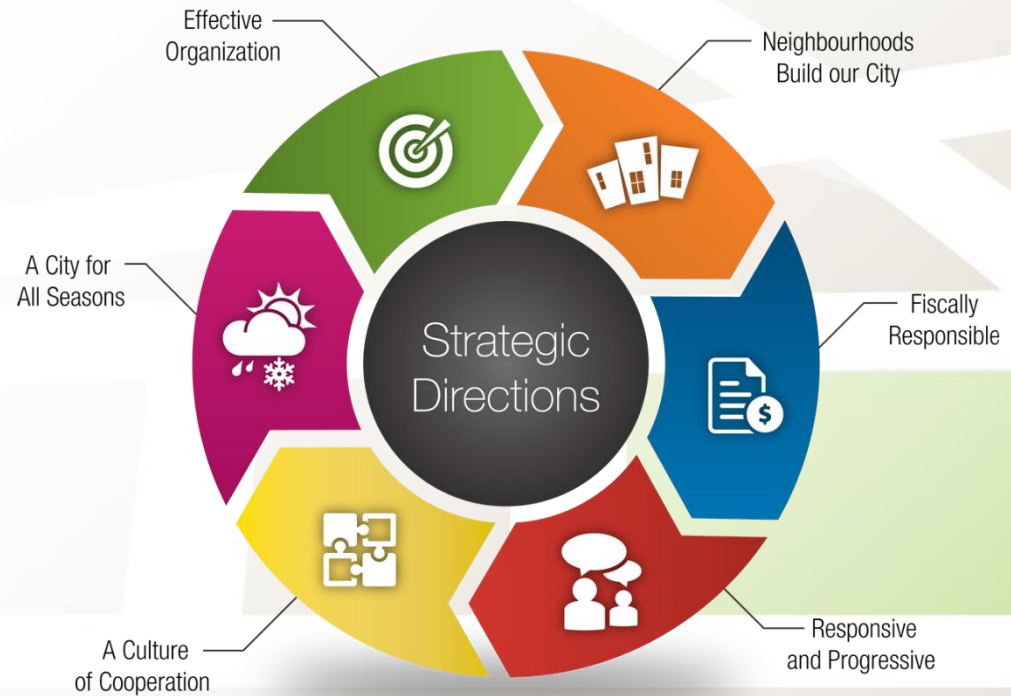 Effective
Organization
Neighbourhoods
Build our City
A City for
All Seasons
Strategic
Directions
Fiscally
Responsible
$
A Culture
of Cooperation
Responsive
and Progressive